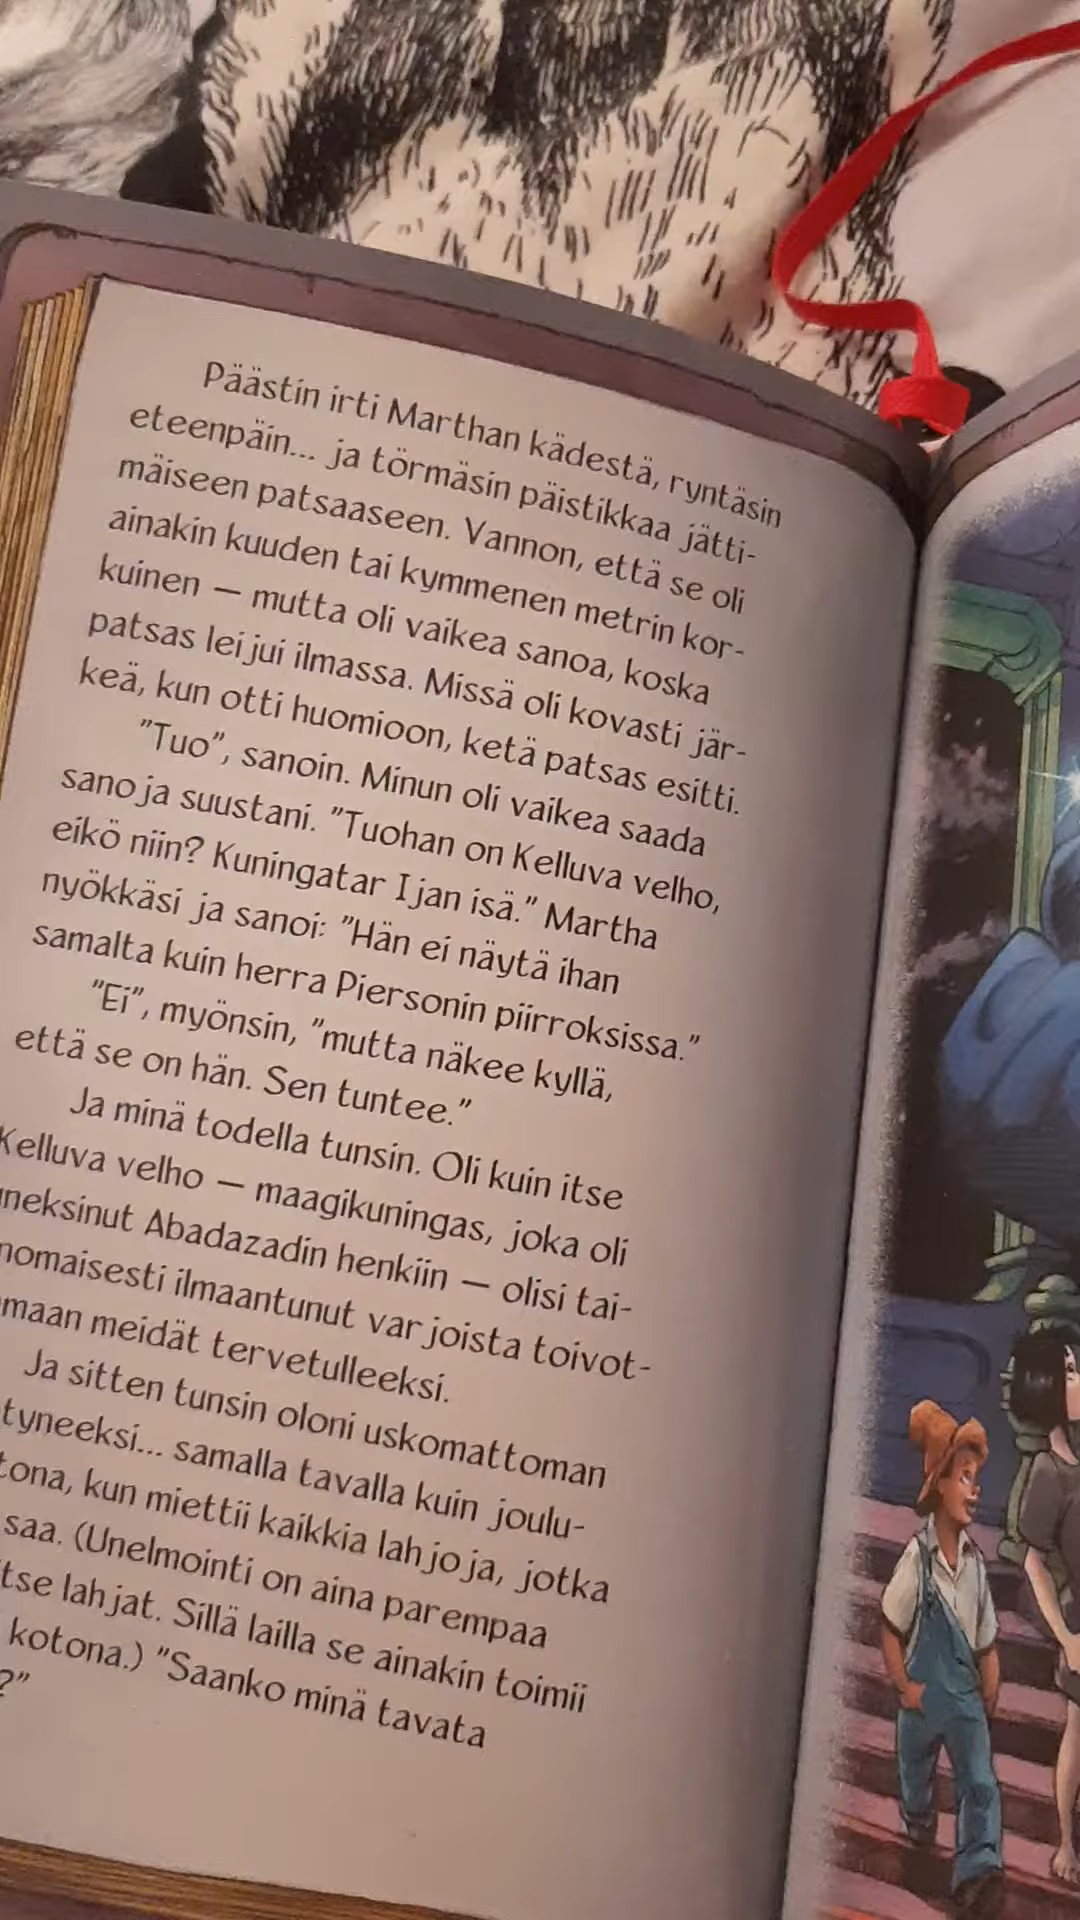 Päästin irti Marthan kädestä, ryntäsin
eteenpäin... ja törmäsin päistikkaa jätti-
mäiseen patsaaseen. Vannon, että se oli
ainakin kuuden tai kymmenen metrin kor-
kuinen — mutta oli vaikea sanoa, koska
patsas leijui ilmassa. Missä oli kovasti jär-
keä, kun otti huomioon, ketä patsas esitti.
"Tuo", sanoin. Minun oli vaikea saada
sanoja suustani. "Tuohan on Kelluva velho,
eikö niin? Kuningatar Ijan isä." Martha
nyökkäsi ja sanoi: "Hän ei näytä ihan
samalta kuin herra Piersonin piirroksissa."
"Ei", myönsin, "mutta näkee kyllä,
että se on hän. Sen tuntee."
Ja minä todella tunsin. Oli kuin itse
Kelluva velho — maagikuningas, joka oli
uneksinut Abadazadin henkiin — olisi tai-
nomaisesti ilmaantunut varjoista toivot-
maan meidät tervetulleeksi.
Ja sitten tunsin oloni uskomattoman
tyneeksi... samalla tavalla kuin joulu-
tona, kun miettii kaikkia lahjoja, jotka
saa. (Unelmointi on aina parempaa
itse lahjat. Sillä lailla se ainakin toimii
kotona.) "Saanko minä tavata
?"